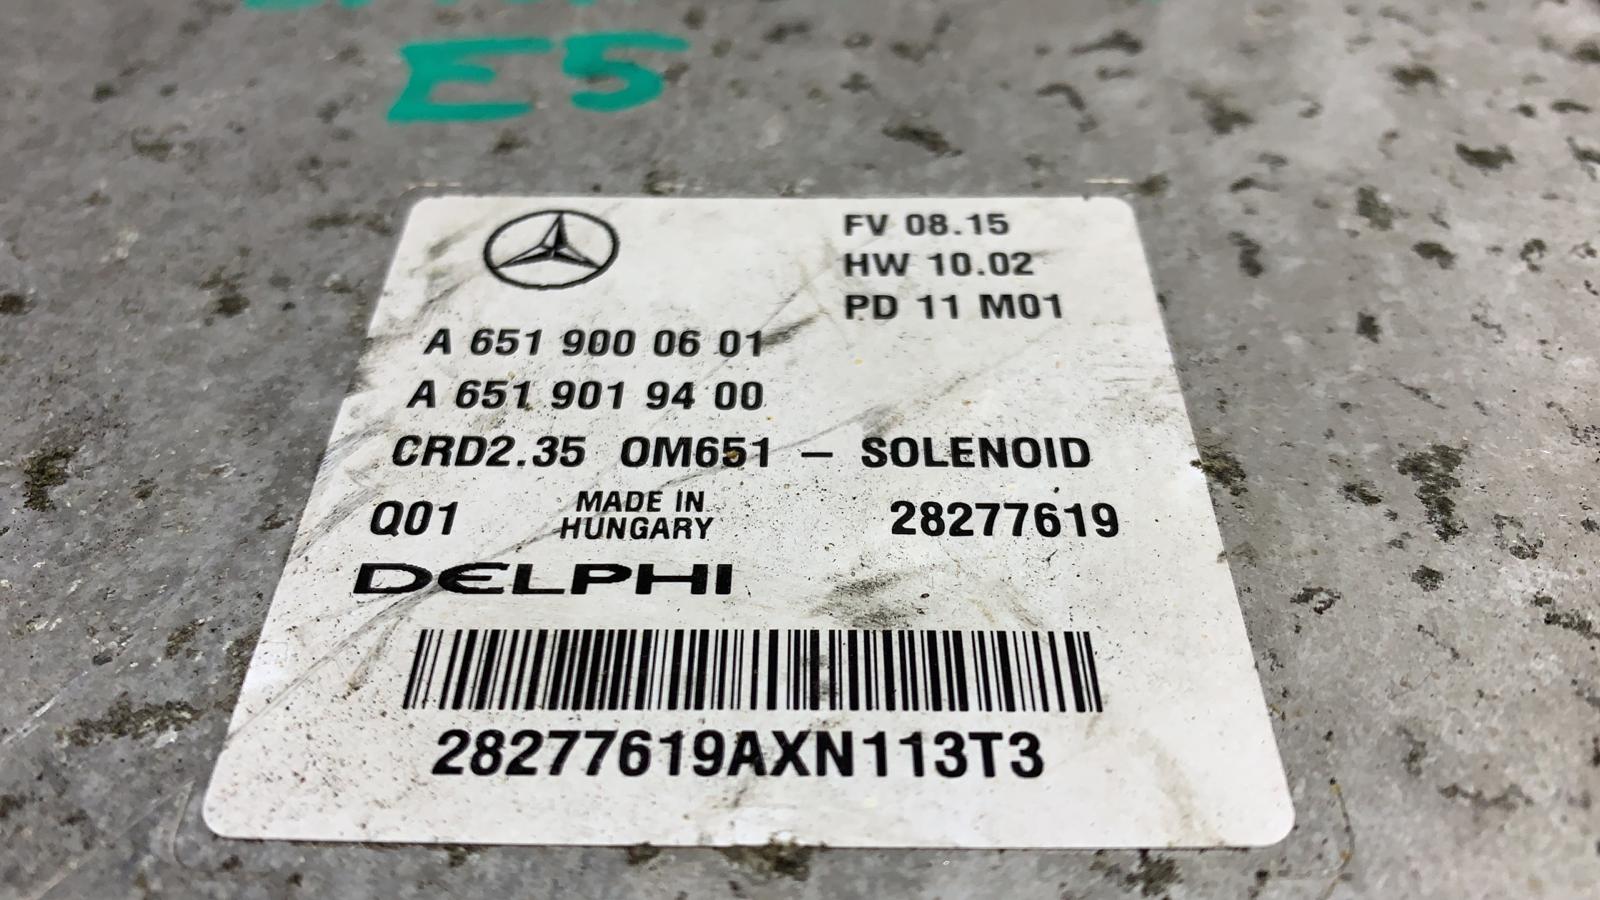 E5
FV 08.15
HW 10.02
PD 11 M01
A 651 900 06 01
A 651 901 94 00
CRD2.35 OM651 – SOLENOID
Q01 MADE IN HUNGARY 28277619
DELPHI
28277619AXN113T3